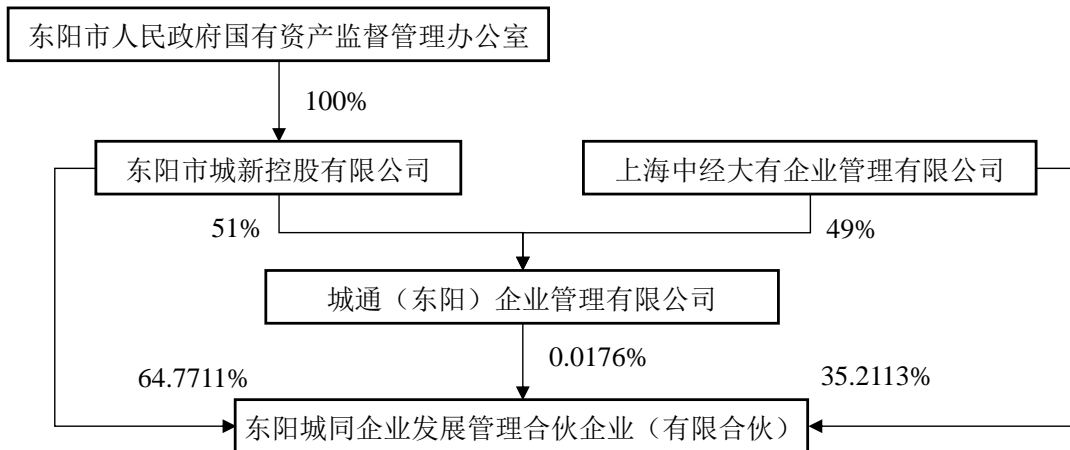 东阳市人民政府国有资产监督管理办公室
100%
东阳市城新控股有限公司
上海中经大有企业管理有限公司
51%
49%
城通（东阳）企业管理有限公司
0.0176%
64.7711%
35.2113%
东阳城同企业发展管理合伙企业（有限合伙）